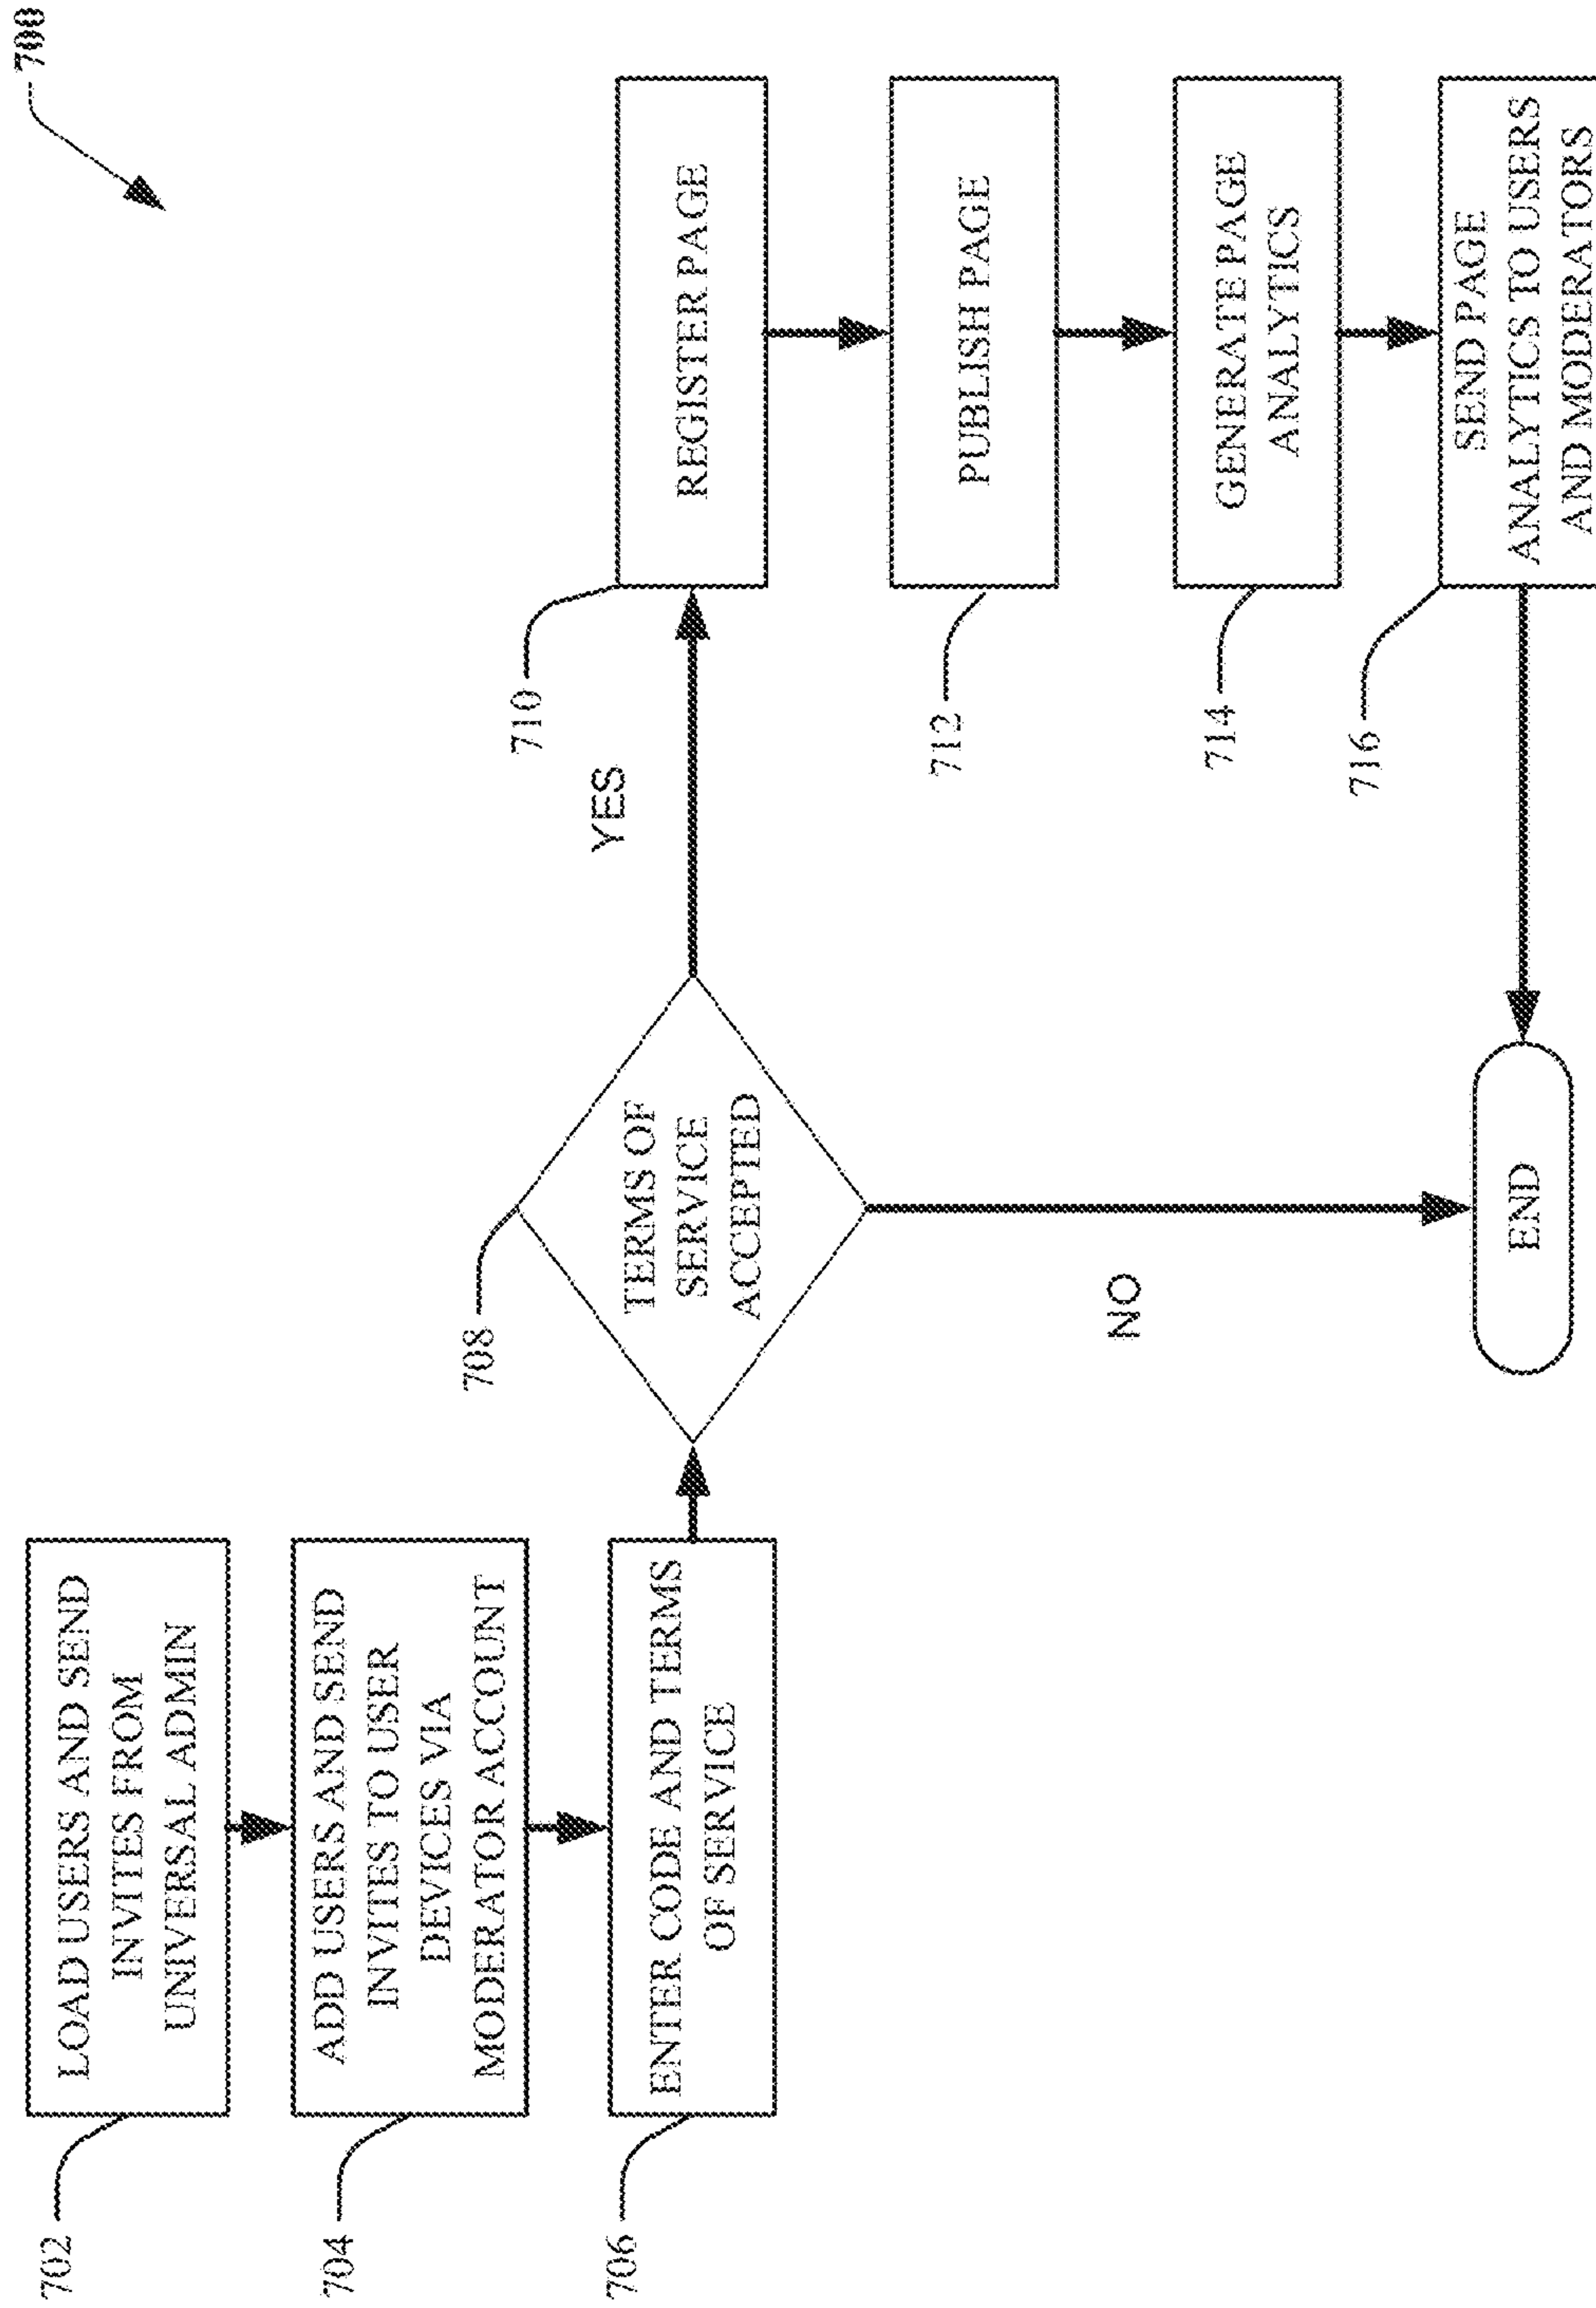 700
702
LOAD USERS AND SEND
INVITES FROM
UNIVERSAL ADMIN
704
ADD USERS AND SEND
INVITES TO USER
DEVICES VIA
MODERATOR ACCOUNT
706
ENTER CODE AND TERMS
OF SERVICE
708
TERMS OF
SERVICE
ACCEPTED
YES
NO
710
REGISTER PAGE
712
PUBLISH PAGE
714
GENERATE PAGE
ANALYTICS
716
SEND PAGE
ANALYTICS TO USERS
AND MODERATORS
END